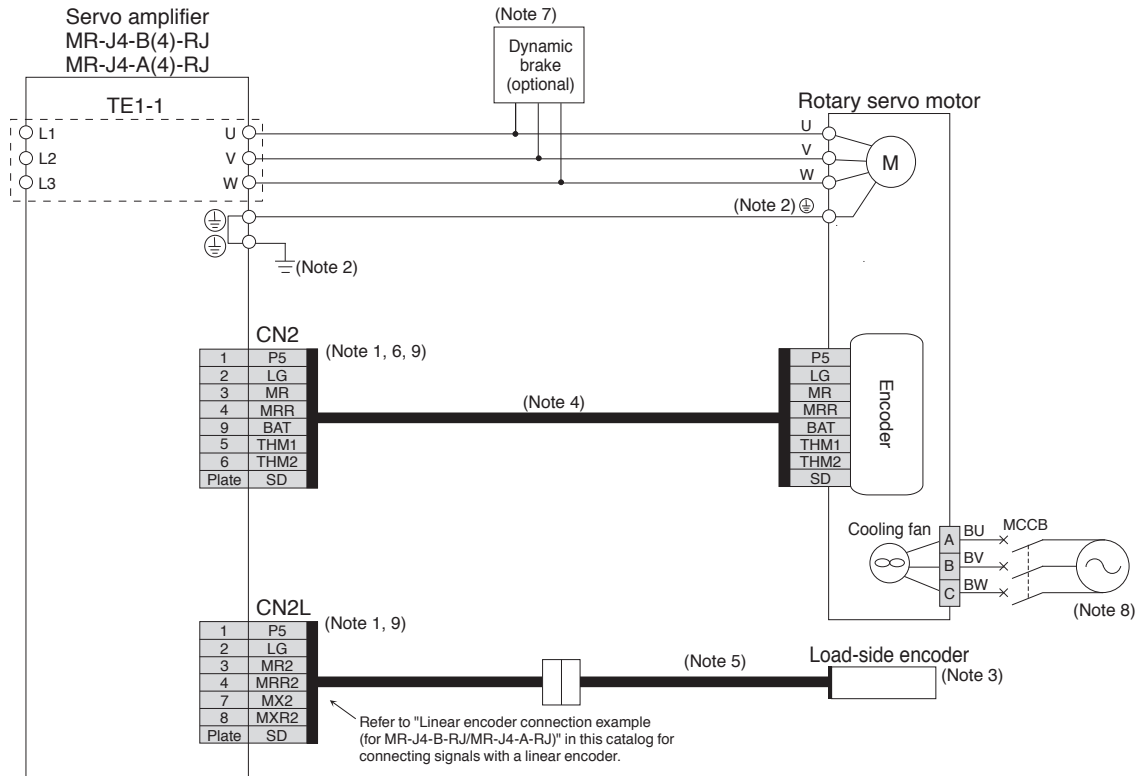 Servo amplifier
MR-J4-B(4)-RJ
MR-J4-A(4)-RJ
(Note 7)
Dynamic
brake
(optional)
TE1-1
Rotary servo motor
L1 U U
L2 V V
L3 W W
M
(Note 2)
(Note 2)
CN2
(Note 1, 6, 9)
1 P5
2 LG
3 MR
4 MRR
9 BAT
5 THM1
6 THM2
Plate SD
(Note 4)
P5
LG
MR
MRR
BAT
THM1
THM2
SD
Encoder
Cooling fan
A BU MCCB
B BV
C BW
(Note 8)
CN2L
(Note 1, 9)
1 P5
2 LG
3 MR2
4 MRR2
7 MX2
8 MXR2
Plate SD
(Note 5)
Load-side encoder
(Note 3)
Refer to "Linear encoder connection example
(for MR-J4-B-RJ/MR-J4-A-RJ)" in this catalog for
connecting signals with a linear encoder.